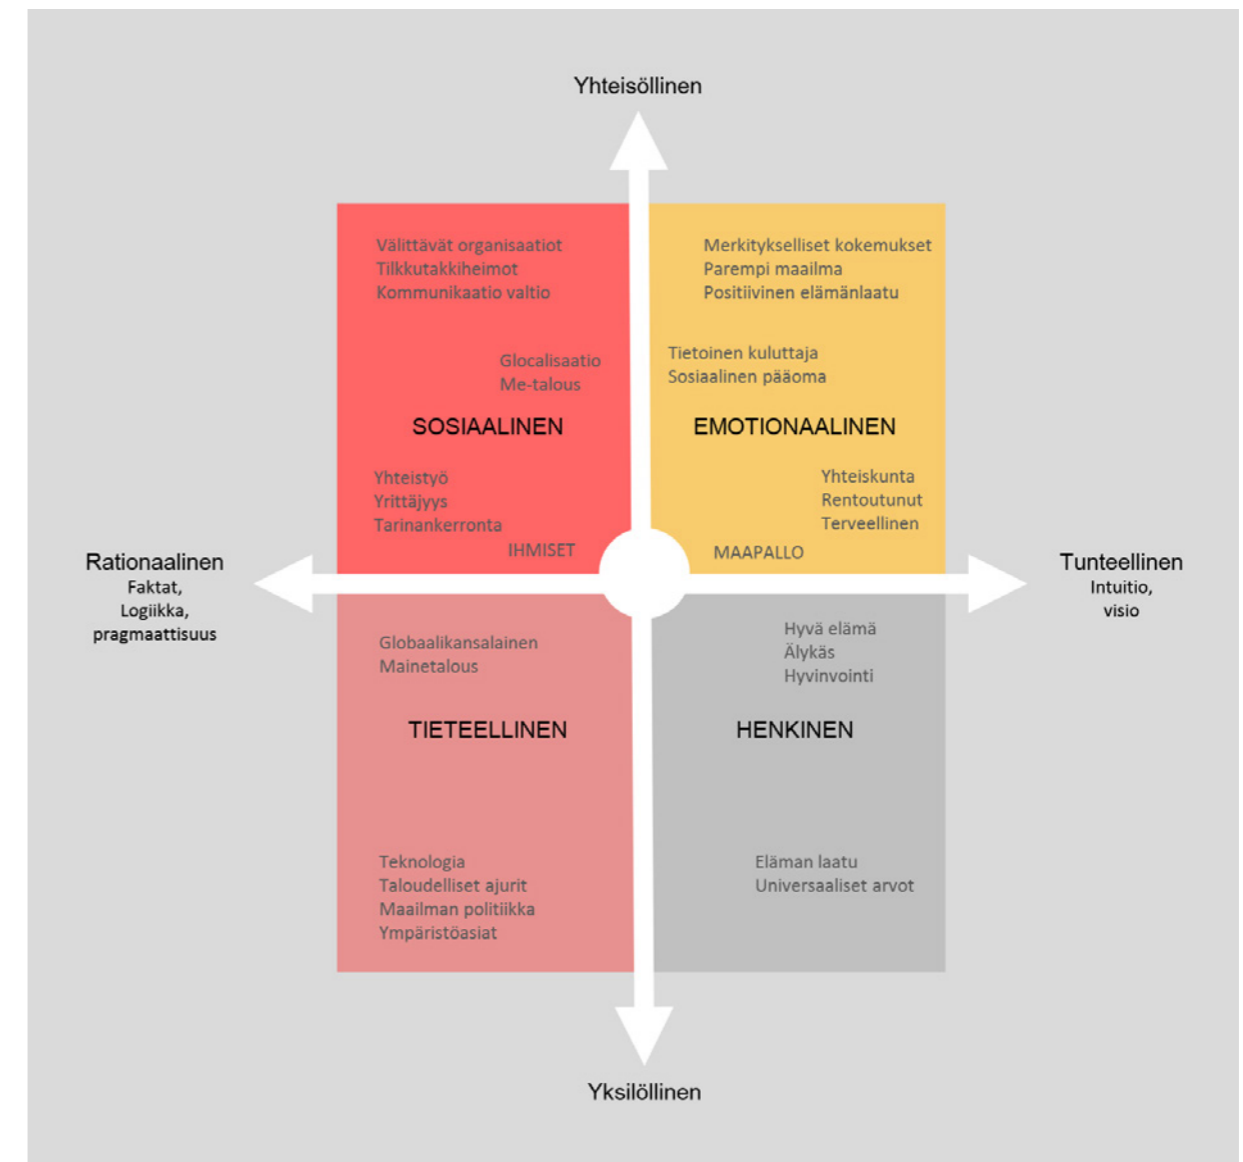 Yhteisöllinen
Välittävät organisaatiot
Tilkkutakkiheimot
Kommunikaatio valtio
Glocalisaatio
Me-talous
SOSIAALINEN
Yhteistyö
Yrittäjyys
Tarinankerronta
IHMISET
Merkitykselliset kokemukset
Parempi maailma
Positiivinen elämänlaatu
Tietoinen kuluttaja
Sosiaalinen pääoma
EMOTIONAALINEN
Yhteiskunta
Rentoutunut
Terveellinen
MAAPALLO
Rationaalinen
Faktat,
Logiikka,
pragmaattisuus
Tunteellinen
Intuitio,
visio
Globaalikansalainen
Mainetalous
TIETEELLINEN
Teknologia
Taloudelliset ajurit
Maailman politiikka
Ympäristöasiat
Hyvä elämä
Älykäs
Hyvinvointi
HENKINEN
Eläman laatu
Universaaliset arvot
Yksilöllinen